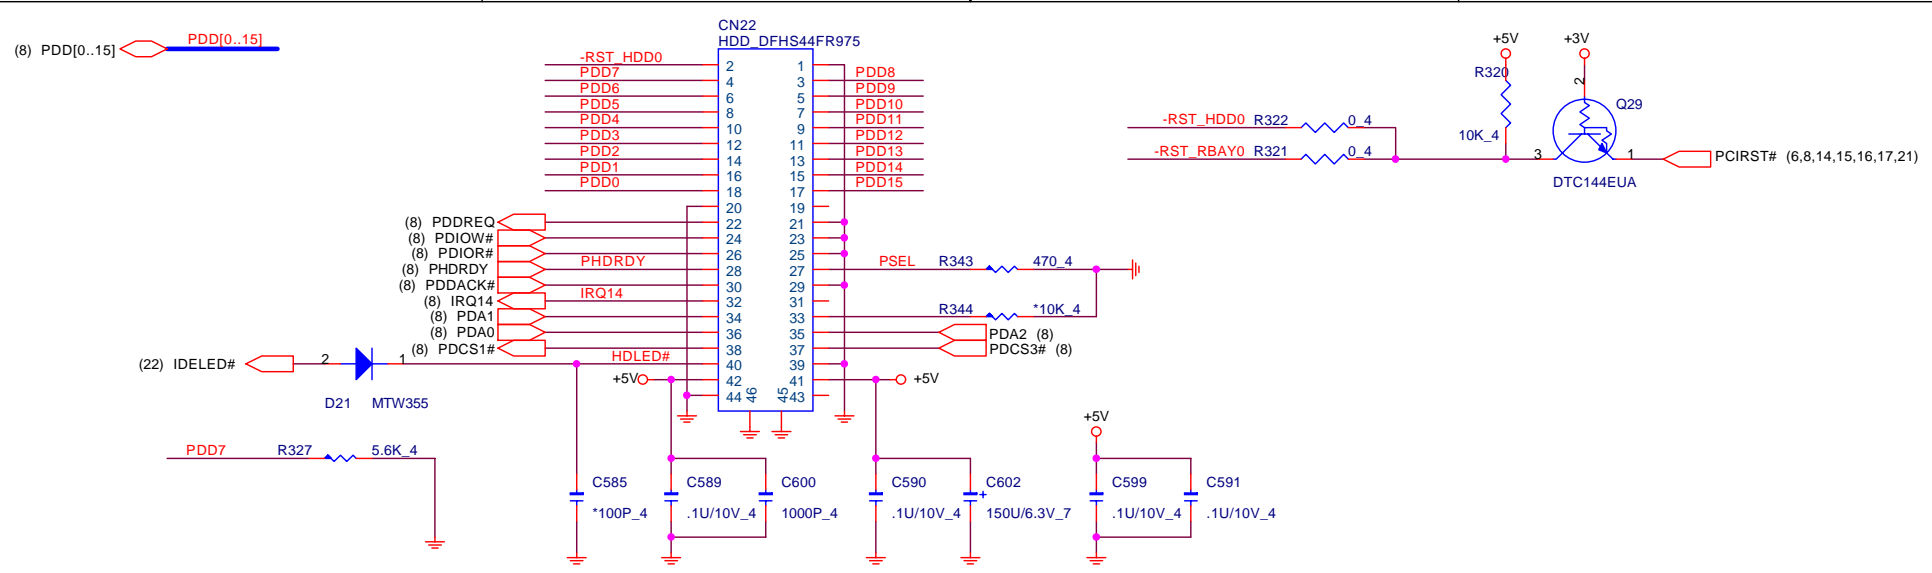 (8) PDD[0..15] PDD[0..15]
CN22
HDD_DFHS44FR975
-RST_HDD0 2 1
PDD7 4 3 PDD8
PDD6 6 5 PDD9
PDD5 8 7 PDD10
PDD4 10 9 PDD11
PDD3 12 11 PDD12
PDD2 14 13 PDD13
PDD1 16 15 PDD14
PDD0 18 17 PDD15
20 19
(8) PDDREQ 22 21
(8) PDIOW# 24 23
(8) PDIOR# 26 25
(8) PHDRDY PHDRDY 28 27 PSEL R343 470_4
(8) PDDACK# 30 29
(8) IRQ14 IRQ14 32 31
(8) PDA1 34 33 R344 *10K_4
(8) PDA0 36 35 PDA2 (8)
(8) PDCS1# 38 37 PDCS3# (8)
(22) IDELED# 2 1 HDLED# 40 39
+5V 42 41 +5V
44 46 45 43
D21 MTW355
+5V +3V
R320 2
Q29
-RST_HDD0 R322 0_4
10K_4
-RST_RBAY0 R321 0_4 3 1 PCIRST# (6,8,14,15,16,17,21)
DTC144EUA
PDD7 R327 5.6K_4
+5V
C585 C589 C600 C590 C602 C599 C591
+
*100P_4 .1U/10V_4 1000P_4 .1U/10V_4 150U/6.3V_7 .1U/10V_4 .1U/10V_4